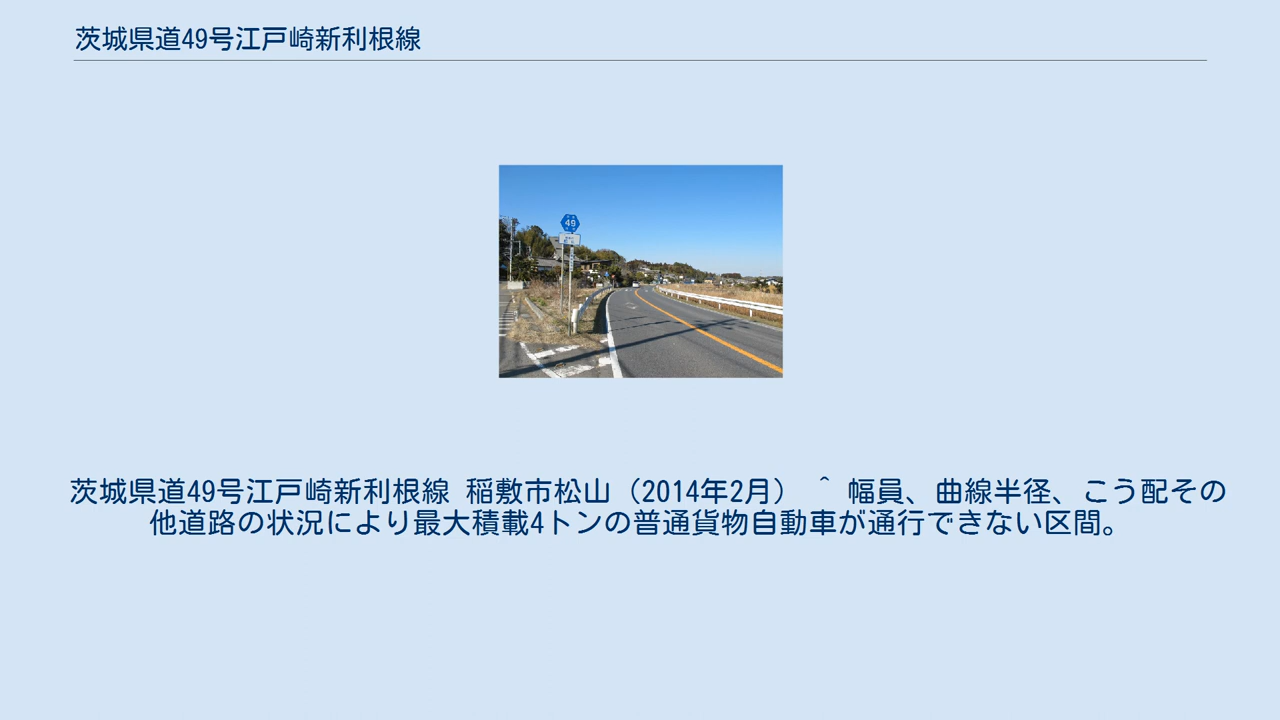 茨城県道49号江戸崎新利根線
49
茨城県道49号江戸崎新利根線 稲敷市松山（2014年2月） ^ 幅員、曲線半径、こう配その
他道路の状況により最大積載4トンの普通貨物自動車が通行できない区間。